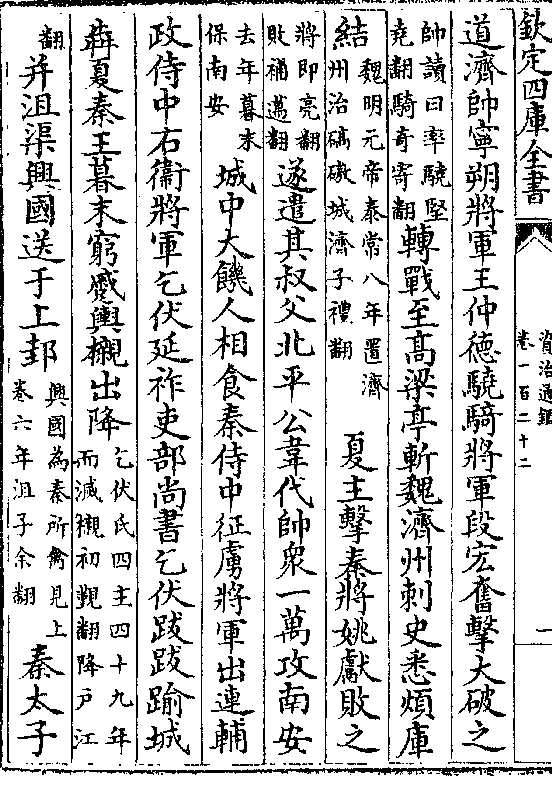 欽定四庫全書 資治通鑑 卷一百二十二 一
道濟帥寧朔將軍王仲德驍騎將軍段宏奮擊大破之
帥讀曰率驍堅堯翻騎奇寄翻轉戰至髙梁亭斬魏濟州刺史悉煩庫
結魏明元帝泰常八年置濟州治碻磝城濟子禮翻夏主擊秦將姚獻敗之
將即亮翻敗補邁翻遂遣其叔父北平公韋代帥衆一萬攻南安
去年暮末保南安城中大饑人相食秦侍中征虜將軍出連輔
政侍中右衞將軍乞伏延祚吏部尚書乞伏跋跋踰城
犇夏秦王暮末窮蹙輿櫬出降乞伏氏四主四十九年而滅櫬初覲翻降戶江
翻幷沮渠興國送于上邽興國為秦所禽見上卷六年沮子余翻秦太子